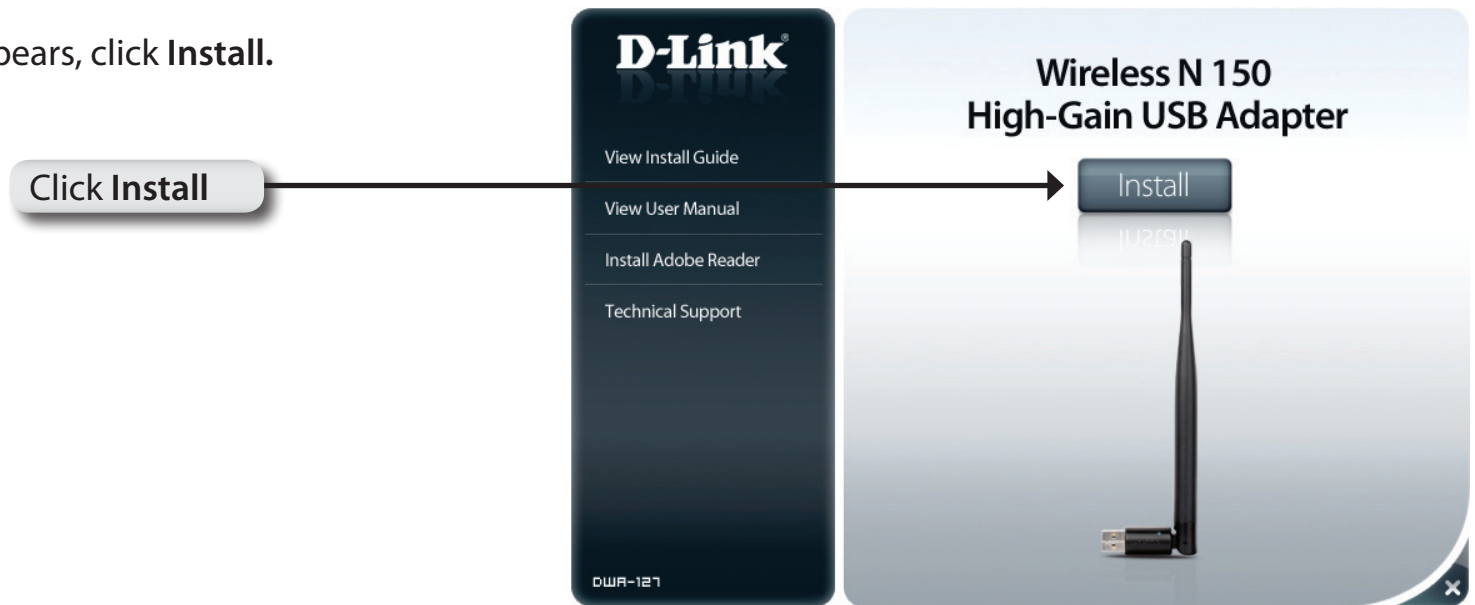 pears, click Install.
Click Install
D-Link®
View Install Guide
View User Manual
Install Adobe Reader
Technical Support
DWA-127
Wireless N 150
High-Gain USB Adapter
Install